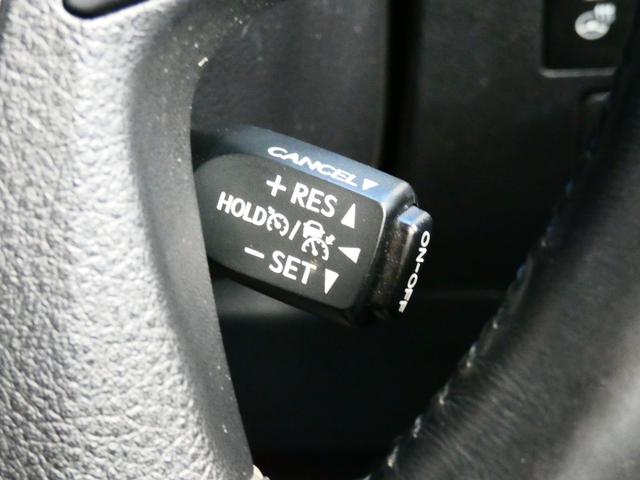 CANCEL▼
+ RES ▲
HOLD / ◀
- SET ▼
ON-OFF